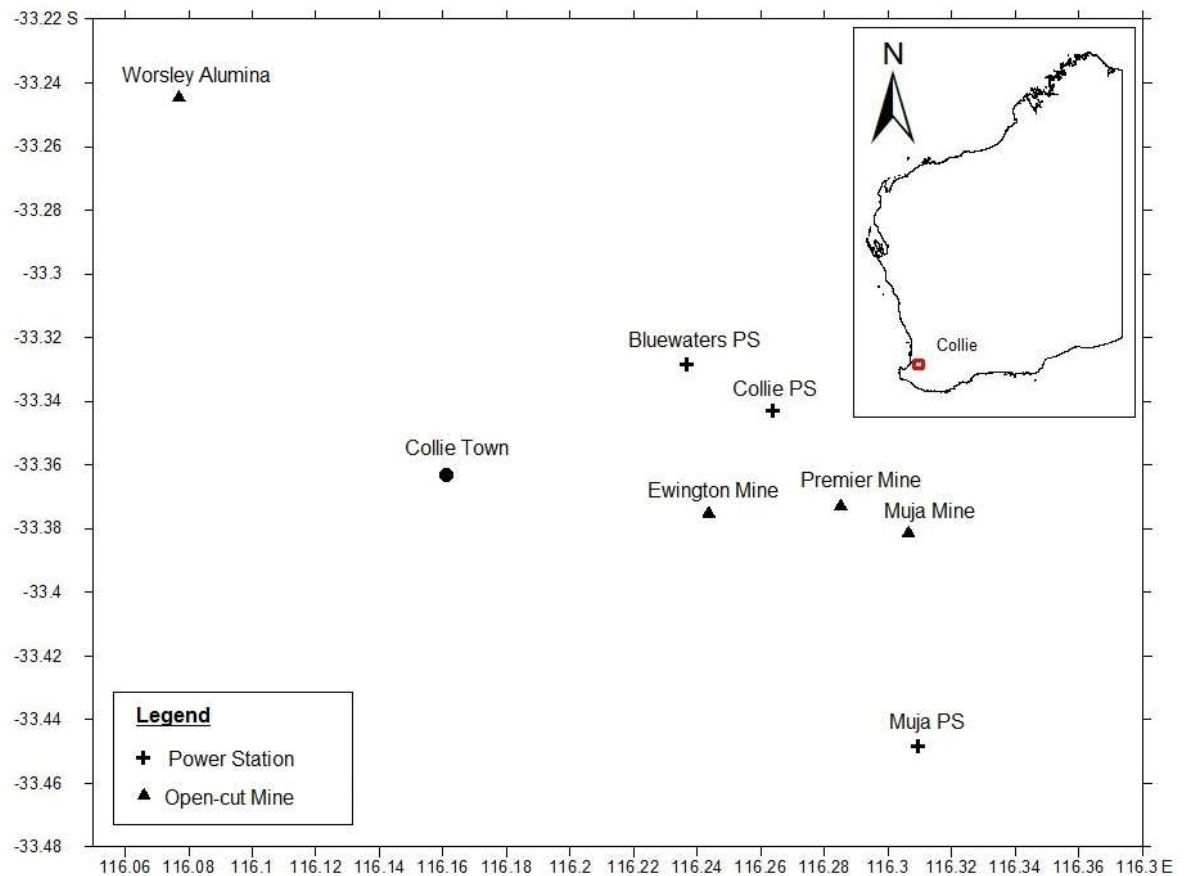 -33.22 S
-33.24
-33.26
-33.28
-33.3
-33.32
-33.34
-33.36
-33.38
-33.4
-33.42
-33.44
-33.46
-33.48
Worsley Alumina
N
Collie
Bluewaters PS
Collie PS
Collie Town
Ewington Mine
Premier Mine
Muja Mine
Muja PS
Legend
Power Station
Open-cut Mine
116.06 116.08 116.1 116.12 116.14 116.16 116.18 116.2 116.22 116.24 116.26 116.28 116.3 116.32 116.34 116.36 116.3 E